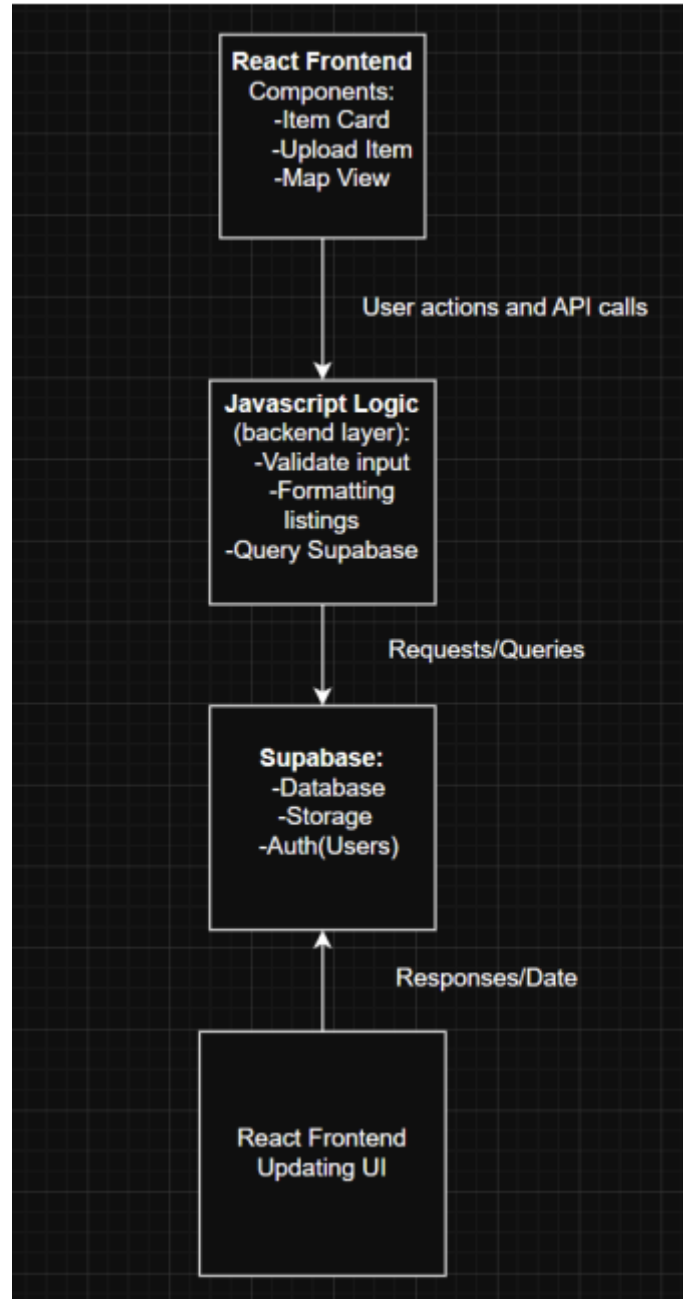 React Frontend
Components:
-Item Card
-Upload Item
-Map View
User actions and API calls
Javascript Logic
(backend layer):
-Validate input
-Formatting
listings
-Query Supabase
Requests/Queries
Supabase:
-Database
-Storage
-Auth(Users)
Responses/Date
React Frontend
Updating UI